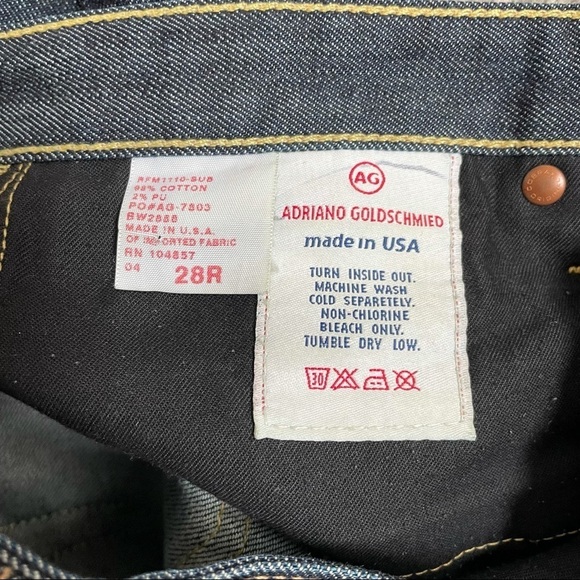 RFM1110-SUB
98% COTTON
2% PU
PO#AG-7803
BW2888
MADE IN U.S.A.
OF IMPORTED FABRIC
RN 104857
04 28R
AG
ADRIANO GOLDSCHMIED
made in USA
TURN INSIDE OUT.
MACHINE WASH
COLD SEPARETELY.
NON-CHLORINE
BLEACH ONLY.
TUMBLE DRY LOW.
30